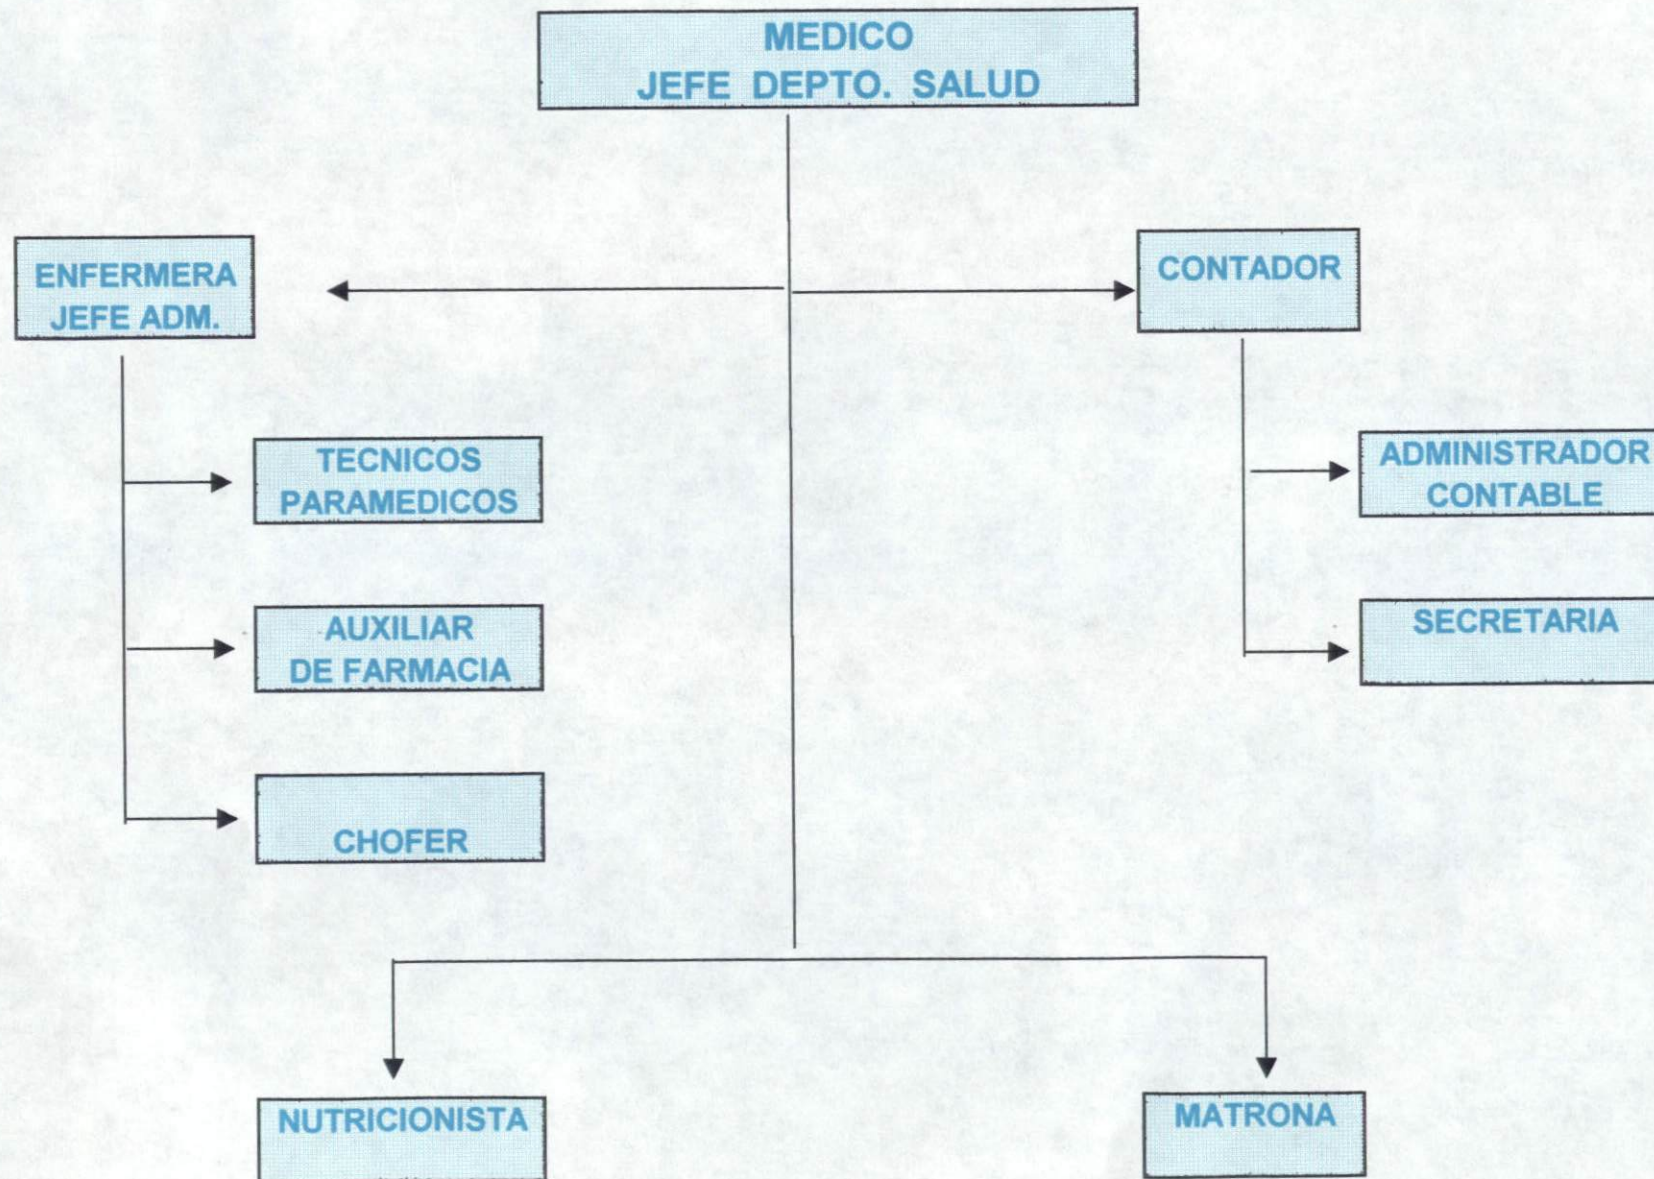 MEDICO
JEFE DEPTO. SALUD
ENFERMERA
JEFE ADM.
CONTADOR
TECNICOS
PARAMEDICOS
ADMINISTRADOR
CONTABLE
AUXILIAR
DE FARMACIA
SECRETARIA
CHOFER
NUTRICIONISTA
MATRONA